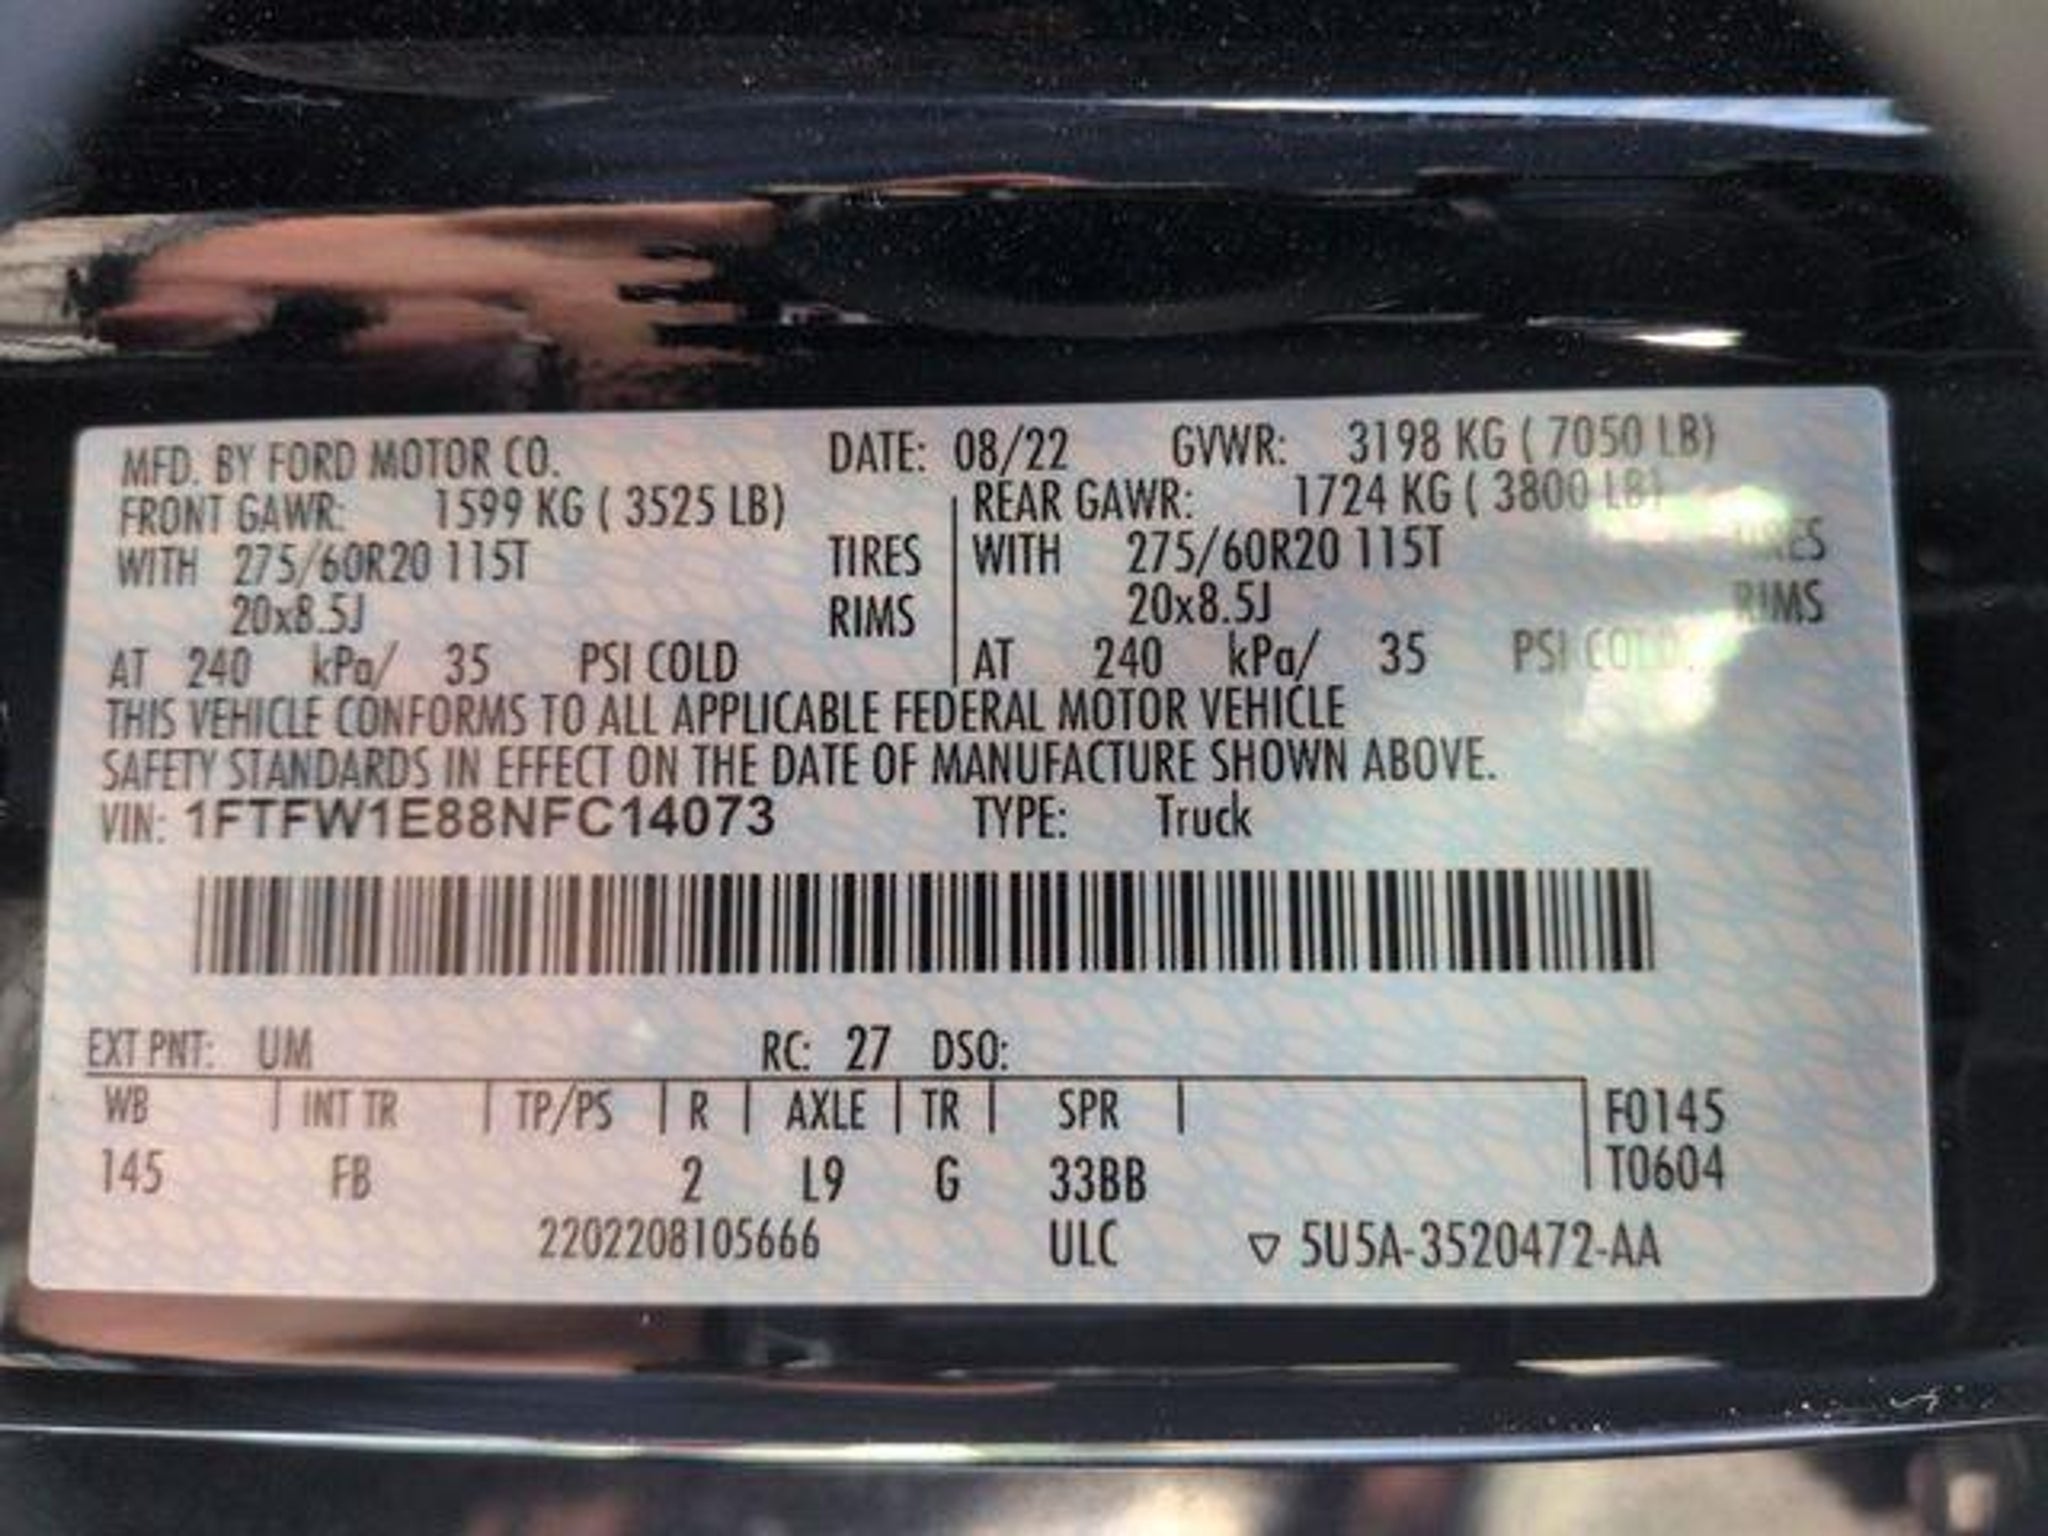 MFD. BY FORD MOTOR CO. DATE: 08/22 GVWR: 3198 KG ( 7050 LB)
FRONT GAWR: 1599 KG ( 3525 LB) REAR GAWR: 1724 KG ( 3800 LB)
WITH 275/60R20 115T TIRES WITH 275/60R20 115T TIRES
20x8.5J RIMS 20x8.5J RIMS
AT 240 kPa/ 35 PSI COLD AT 240 kPa/ 35 PSI COLD
THIS VEHICLE CONFORMS TO ALL APPLICABLE FEDERAL MOTOR VEHICLE
SAFETY STANDARDS IN EFFECT ON THE DATE OF MANUFACTURE SHOWN ABOVE.
VIN: 1FTFW1E88NFC14073 TYPE: Truck
EXT PNT: UM RC: 27 DSO:
WB INT TR TP/PS R AXLE TR SPR F0145
145 FB 2 L9 G 33BB T0604
2202208105666 ULC ▽ 5U5A-3520472-AA